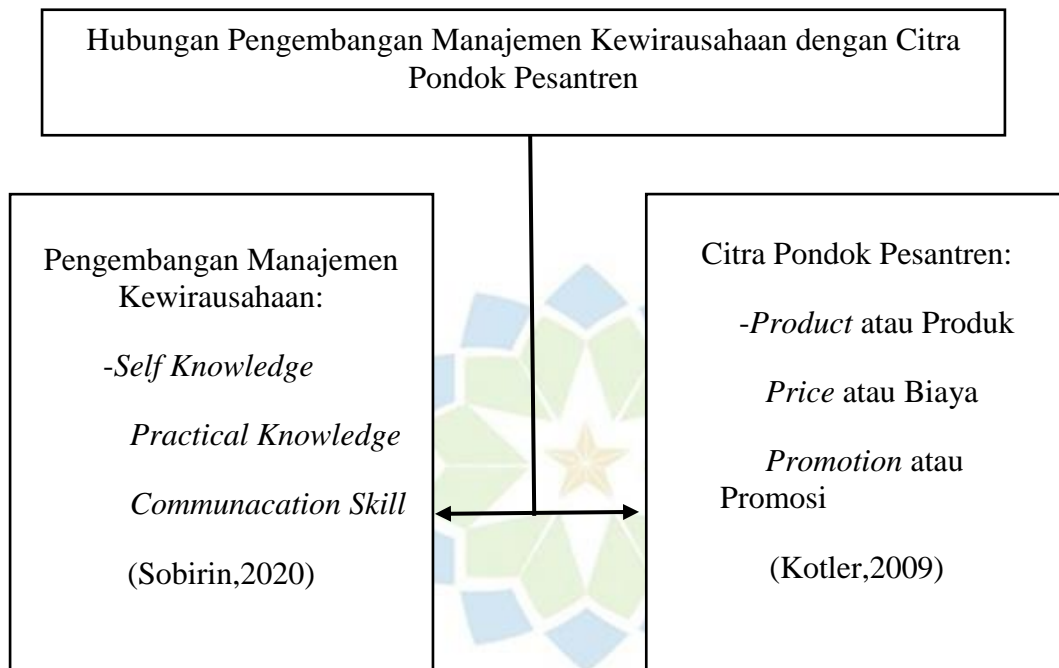 Hubungan Pengembangan Manajemen Kewirausahaan dengan Citra
Pondok Pesantren
Pengembangan Manajemen
Kewirausahaan:
-Self Knowledge
Practical Knowledge
Communacation Skill
(Sobirin,2020)
Citra Pondok Pesantren:
-Product atau Produk
Price atau Biaya
Promotion atau
Promosi
(Kotler,2009)